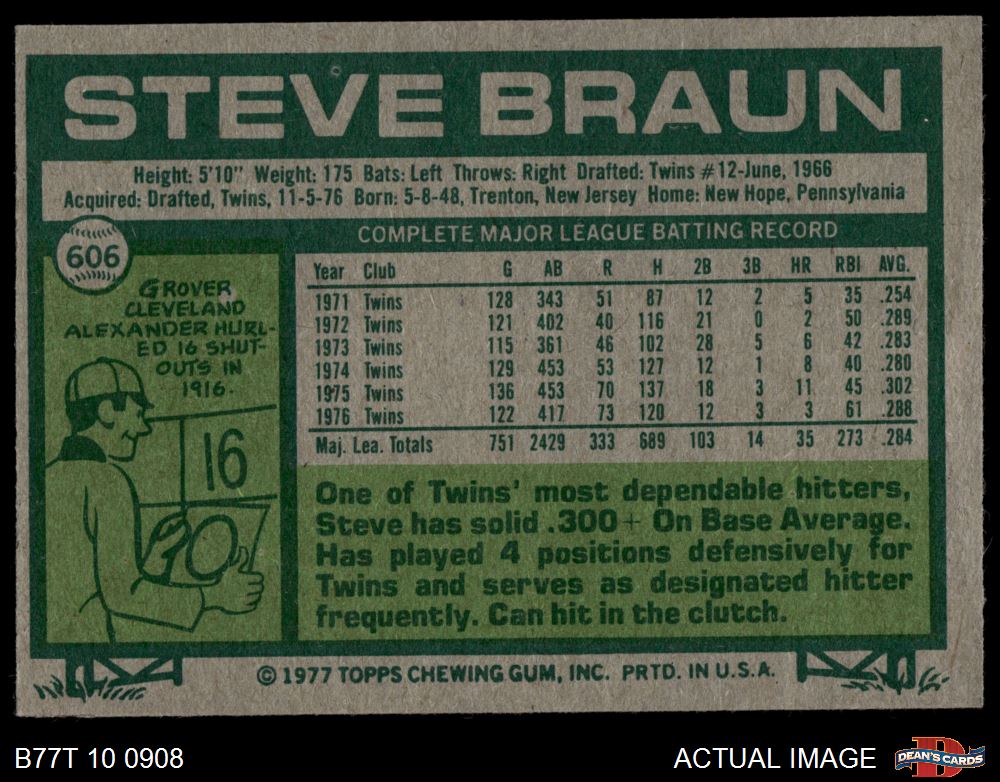 STEVE BRAUN
Height: 5'10" Weight: 175 Bats: Left Throws: Right Drafted: Twins #12-June, 1966
Acquired: Drafted, Twins, 11-5-76 Born: 5-8-48, Trenton, New Jersey Home: New Hope, Pennsylvania
606
GROVER
CLEVELAND
ALEXANDER HURL-
ED 16 SHUT-
OUTS IN
1916.
16
COMPLETE MAJOR LEAGUE BATTING RECORD
Year Club G AB R H 2B 3B HR RBI AVG.
1971 Twins 128 343 51 87 12 2 5 35 .254
1972 Twins 121 402 40 116 21 0 2 50 .289
1973 Twins 115 361 46 102 28 5 6 42 .283
1974 Twins 129 453 53 127 12 1 8 40 .280
1975 Twins 136 453 70 137 18 3 11 45 .302
1976 Twins 122 417 73 120 12 3 3 61 .288
Maj. Lea. Totals 751 2429 333 689 103 14 35 273 .284
One of Twins' most dependable hitters,
Steve has solid .300+ On Base Average.
Has played 4 positions defensively for
Twins and serves as designated hitter
frequently. Can hit in the clutch.
© 1977 TOPPS CHEWING GUM, INC. PRTD. IN U.S.A.
B77T 10 0908
ACTUAL IMAGE
D
DEAN'S CARDS